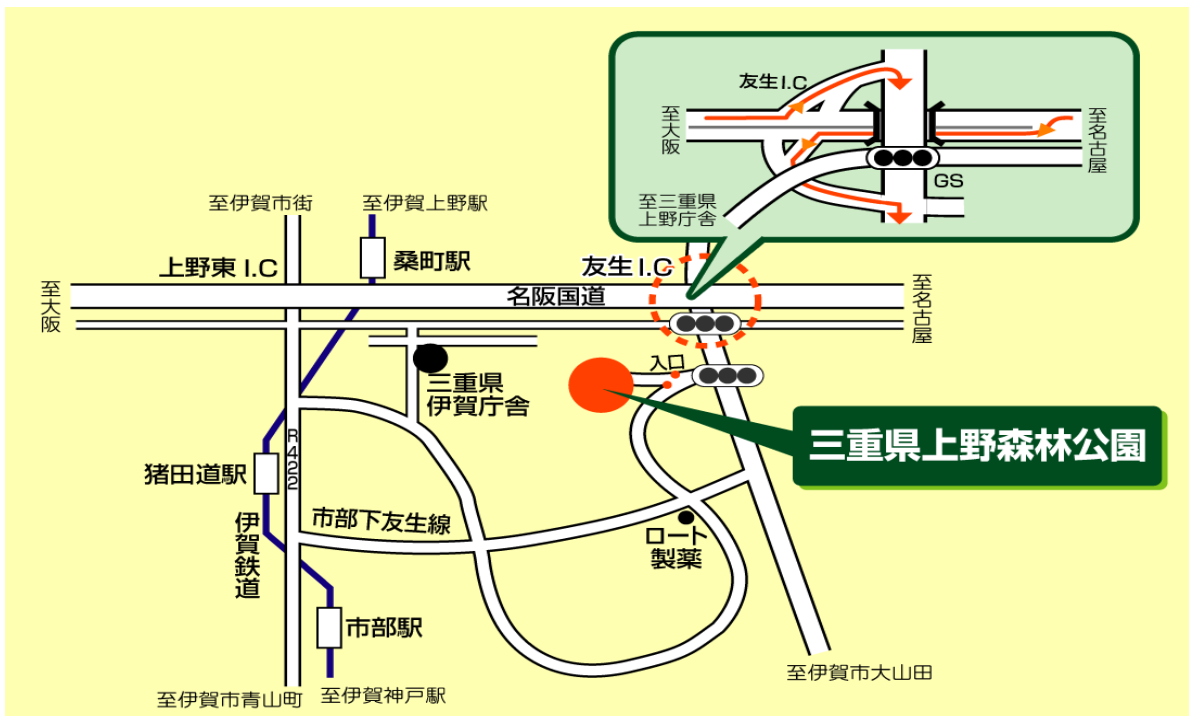 友生I.C
至大阪
至名古屋
GS
至三重県
上野庁舎
至伊賀市街
至伊賀上野駅
上野東I.C
桑町駅
友生I.C
至大阪
名阪国道
至名古屋
入口
三重県
伊賀庁舎
三重県上野森林公園
R422
猪田道駅
市部下友生線
伊賀鉄道
ロート
製薬
市部駅
至伊賀市大山田
至伊賀市青山町
至伊賀神戸駅